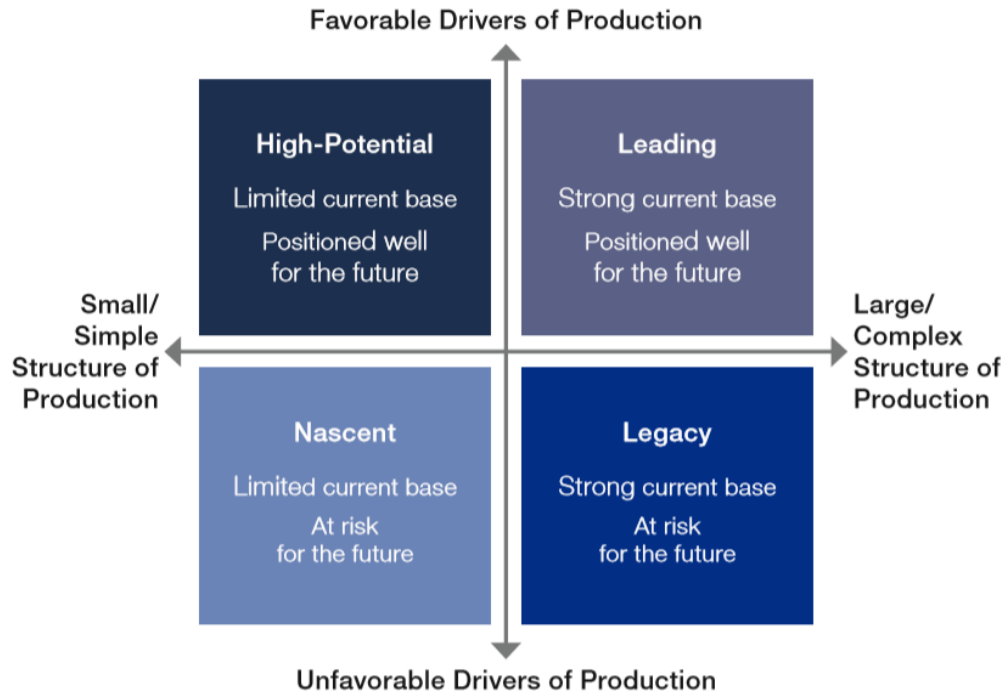 Favorable Drivers of Production
High-Potential
Limited current base
Positioned well
for the future
Leading
Strong current base
Positioned well
for the future
Small/
Simple
Structure of
Production
Large/
Complex
Structure of
Production
Nascent
Limited current base
At risk
for the future
Legacy
Strong current base
At risk
for the future
Unfavorable Drivers of Production